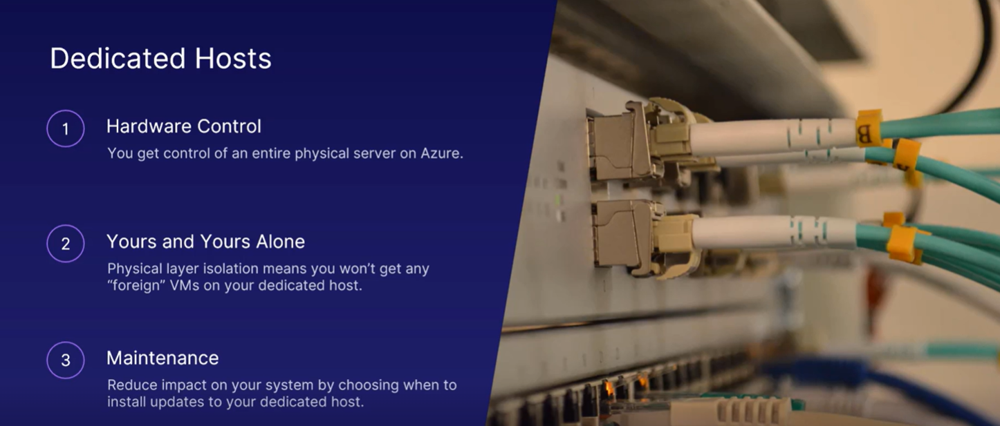 Dedicated Hosts
1
Hardware Control
You get control of an entire physical server on Azure.
2
Yours and Yours Alone
Physical layer isolation means you won’t get any
“foreign” VMs on your dedicated host.
3
Maintenance
Reduce impact on your system by choosing when to
install updates to your dedicated host.
B